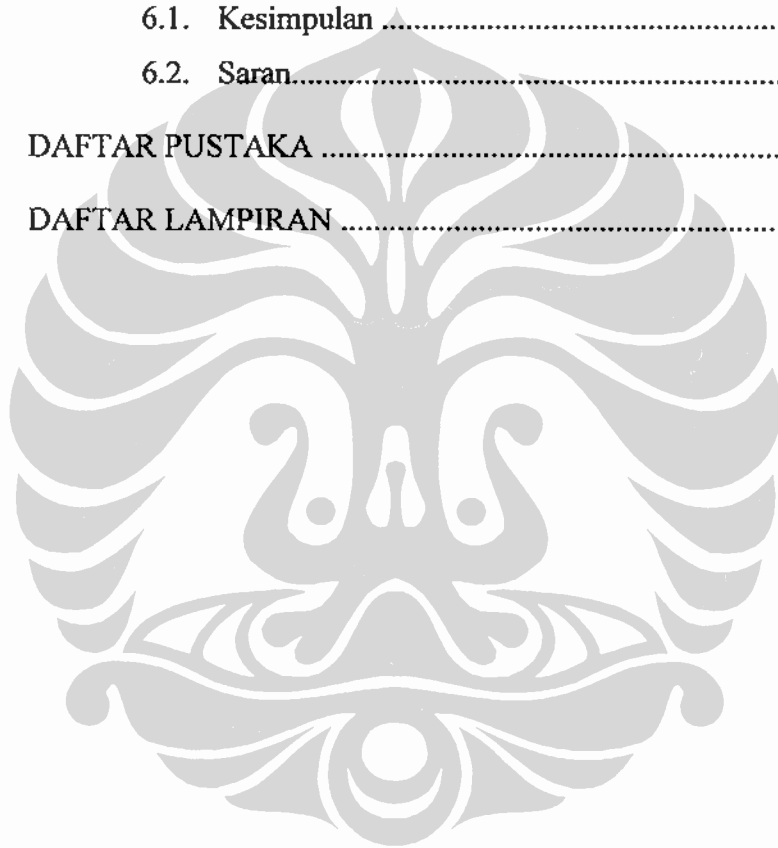 6.1. Kesimpulan ........................................................
6.2. Saran........................................................................
DAFTAR PUSTAKA ................................................................
DAFTAR LAMPIRAN .............................................................